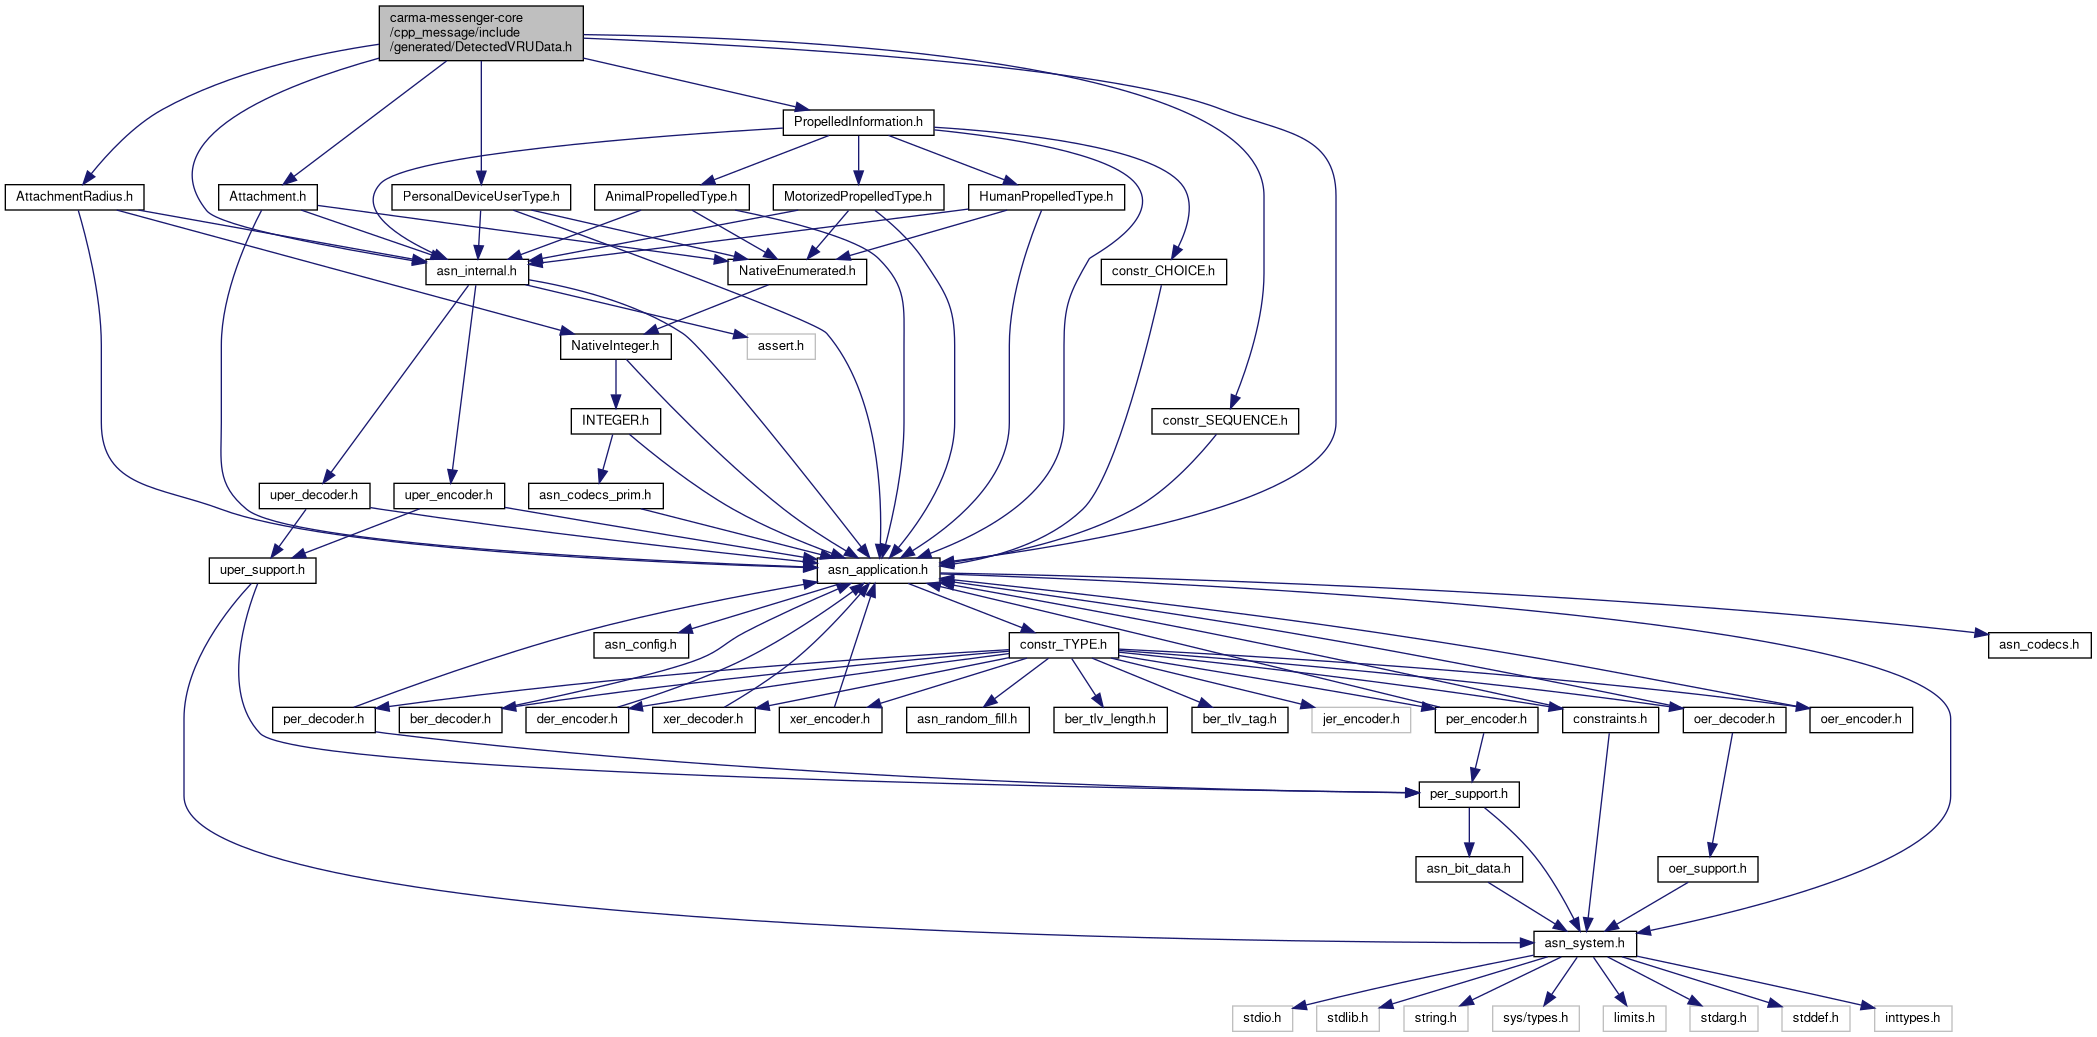 carma-messenger-core
/cpp_message/include
/generated/DetectedVRUData.h
PropelledInformation.h
AttachmentRadius.h
Attachment.h
PersonalDeviceUserType.h
AnimalPropelledType.h
MotorizedPropelledType.h
HumanPropelledType.h
asn_internal.h
NativeEnumerated.h
constr_CHOICE.h
NativeInteger.h
assert.h
INTEGER.h
constr_SEQUENCE.h
uper_decoder.h
uper_encoder.h
asn_codecs_prim.h
uper_support.h
asn_application.h
asn_config.h
constr_TYPE.h
asn_codecs.h
per_decoder.h
ber_decoder.h
der_encoder.h
xer_decoder.h
xer_encoder.h
asn_random_fill.h
ber_tlv_length.h
ber_tlv_tag.h
jer_encoder.h
per_encoder.h
constraints.h
oer_decoder.h
oer_encoder.h
per_support.h
asn_bit_data.h
oer_support.h
asn_system.h
stdio.h
stdlib.h
string.h
sys/types.h
limits.h
stdarg.h
stddef.h
inttypes.h